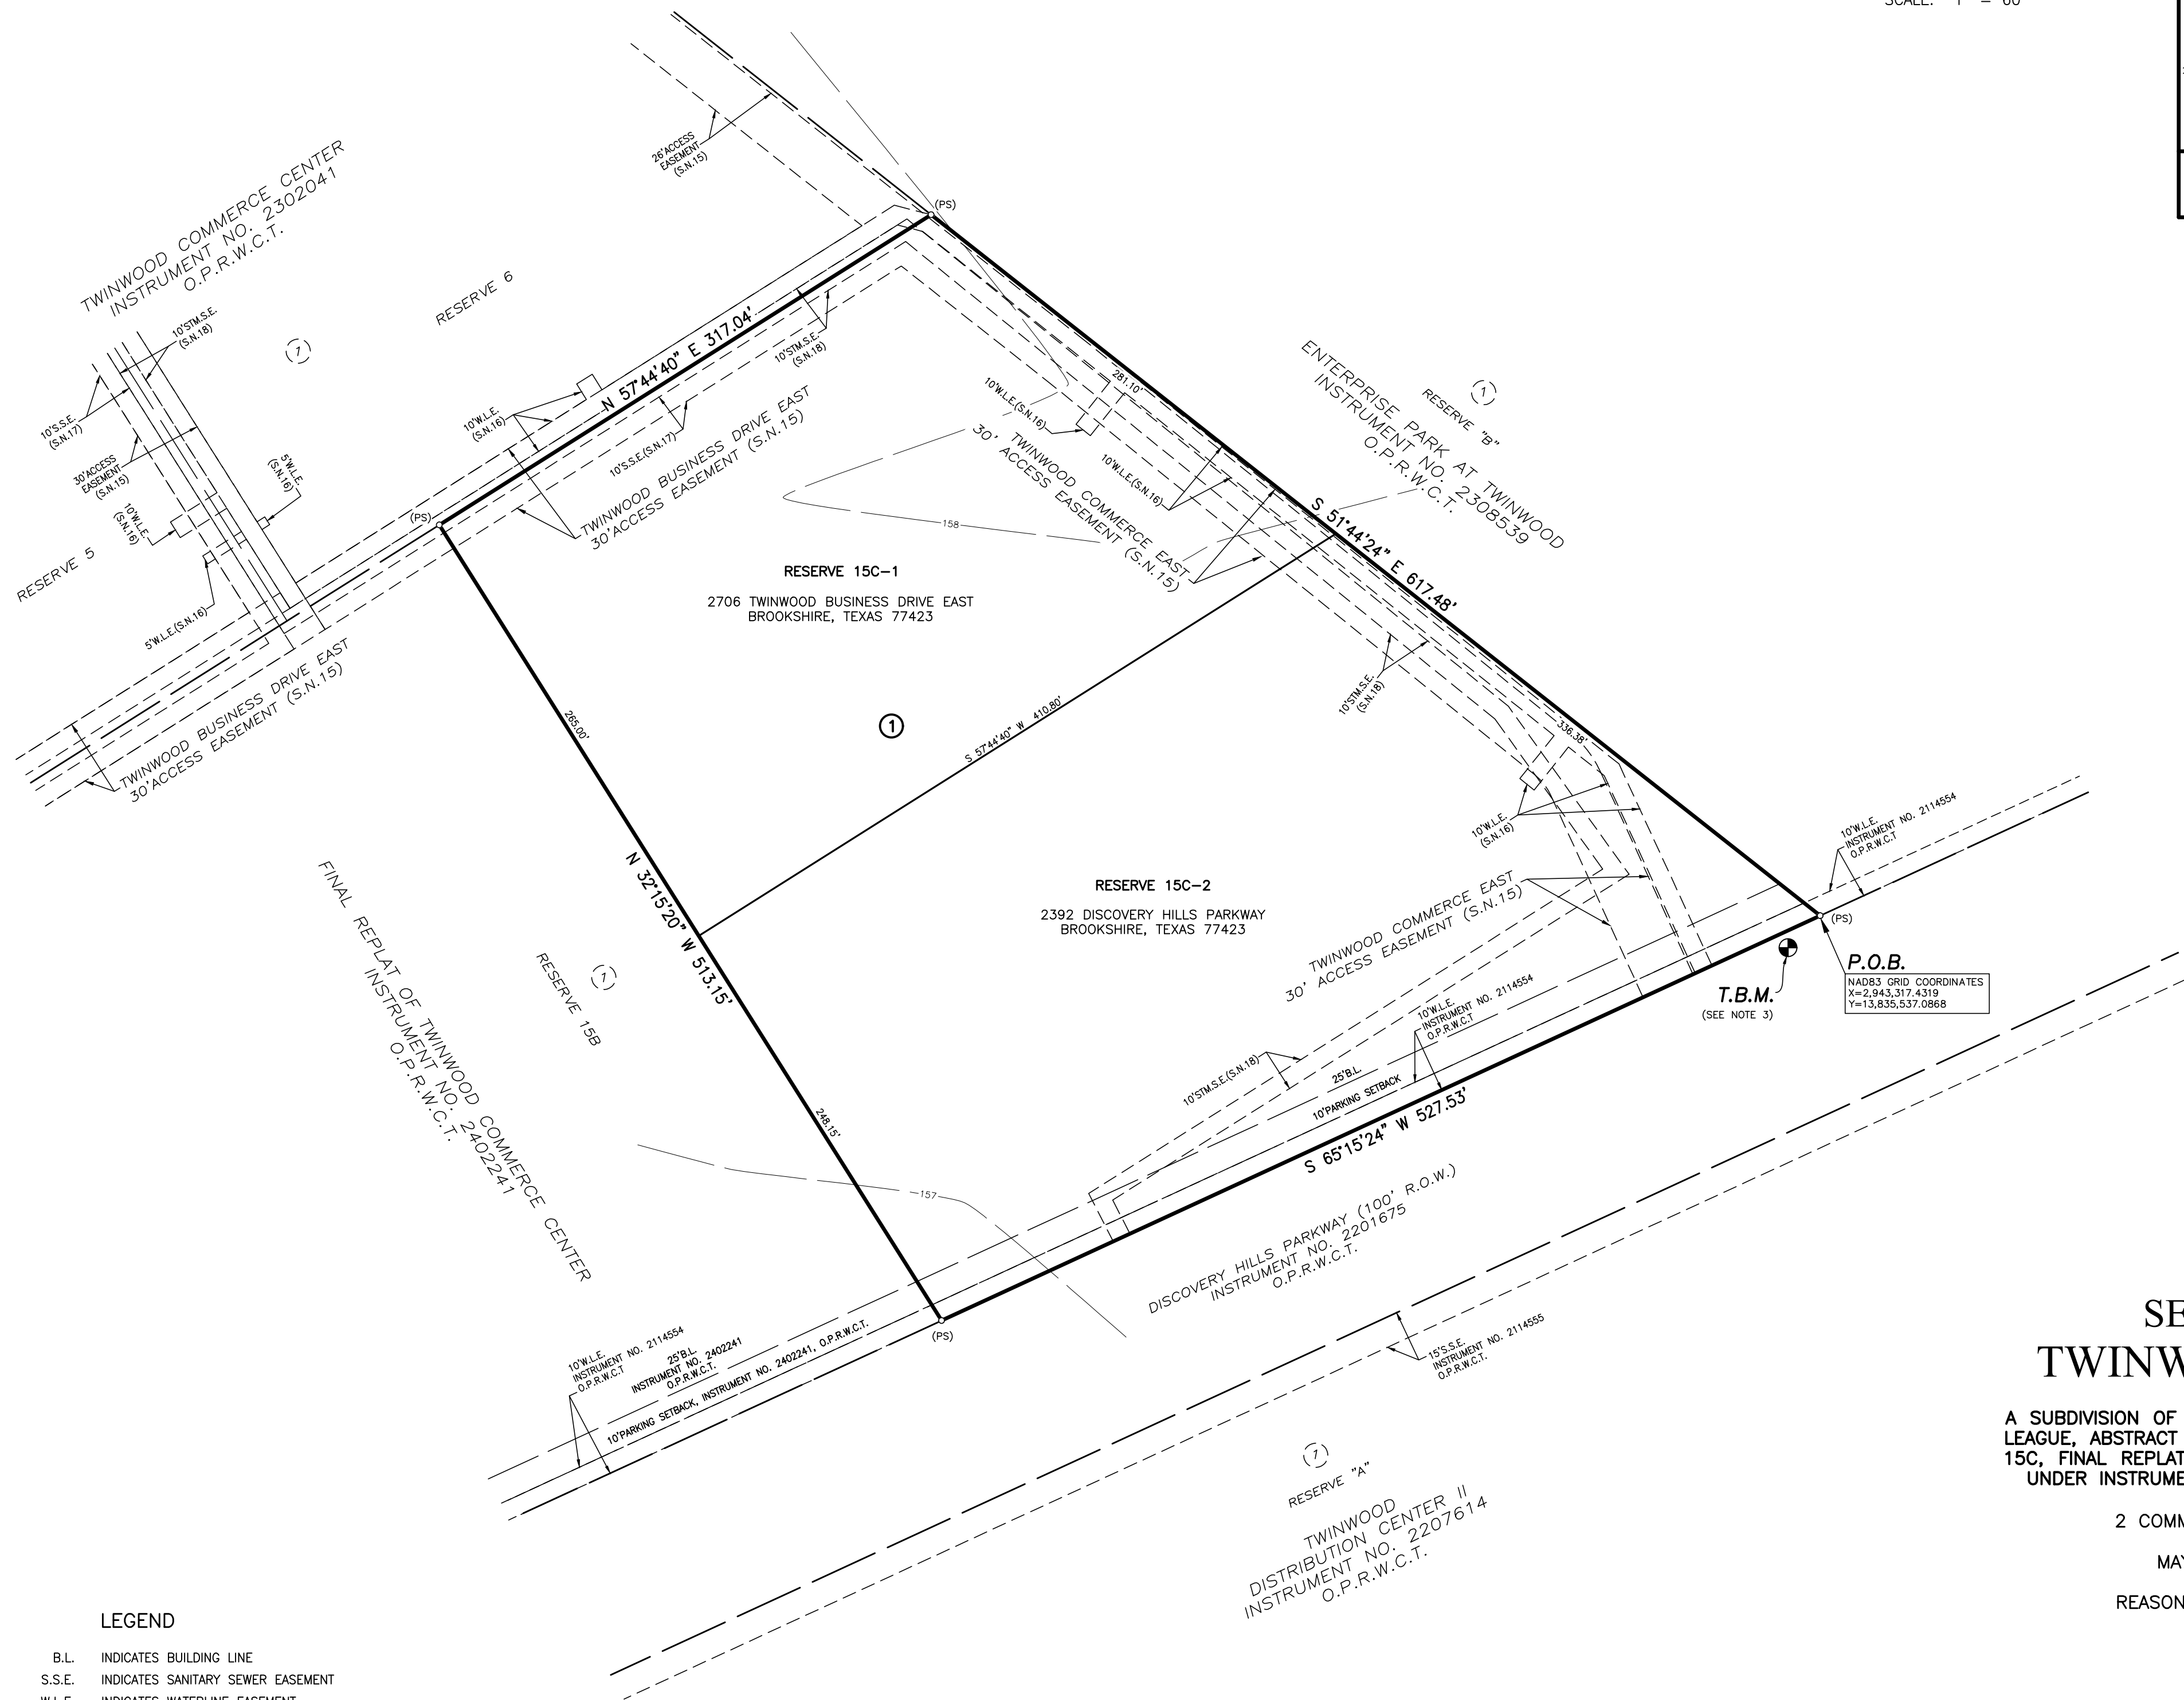 SCALE: 1" = 60'
26'ACCESS
EASEMENT
(S.N.15)
(PS)
TWINWOOD COMMERCE CENTER
INSTRUMENT NO. 2302041
O.P.R.W.C.T.
RESERVE 6
10'STM.S.E.
(S.N.18)
1
10'S.S.E.
(S.N.17)
30'ACCESS
EASEMENT
(S.N.15)
10'W.L.E.
(S.N.16)
5'W.L.E.
(S.N.16)
RESERVE 5
5'W.L.E.(S.N.16)
TWINWOOD BUSINESS DRIVE EAST
30'ACCESS EASEMENT (S.N.15)
N 57°44'40" E 317.04'
10'W.L.E.
(S.N.16)
10'STM.S.E.
(S.N.18)
10'S.S.E.(S.N.17)
TWINWOOD BUSINESS DRIVE EAST
30'ACCESS EASEMENT (S.N.15)
(PS)
281.10'
10'W.L.E.(S.N.16)
TWINWOOD COMMERCE EAST
30' ACCESS EASEMENT (S.N.15)
10'W.L.E.(S.N.16)
1
RESERVE "B"
ENTERPRISE PARK AT TWINWOOD
INSTRUMENT NO. 2308539
O.P.R.W.C.T.
S 51°44'24" E 617.48'
158
RESERVE 15C-1
2706 TWINWOOD BUSINESS DRIVE EAST
BROOKSHIRE, TEXAS 77423
265.00'
1
S 57°44'40" W 410.80'
10'STM.S.E.
(S.N.18)
336.38'
10'W.L.E.
(S.N.16)
N 32°15'20" W 513.15'
RESERVE 15C-2
2392 DISCOVERY HILLS PARKWAY
BROOKSHIRE, TEXAS 77423
TWINWOOD COMMERCE EAST
30' ACCESS EASEMENT (S.N.15)
10'W.L.E.
INSTRUMENT NO. 2114554
O.P.R.W.C.T
(PS)
P.O.B.
NAD83 GRID COORDINATES
X=2,943,317.4319
Y=13,835,537.0868
T.B.M.
(SEE NOTE 3)
FINAL REPLAT OF TWINWOOD COMMERCE CENTER
INSTRUMENT NO. 2402241
O.P.R.W.C.T.
RESERVE 15B
1
248.15'
10'W.L.E.
INSTRUMENT NO. 2114554
O.P.R.W.C.T
10'STM.S.E.(S.N.18)
25'B.L.
10'PARKING SETBACK
S 65°15'24" W 527.53'
157
DISCOVERY HILLS PARKWAY (100' R.O.W.)
INSTRUMENT NO. 2201675
O.P.R.W.C.T.
(PS)
10'W.L.E.
INSTRUMENT NO. 2114554
O.P.R.W.C.T
25'B.L.
INSTRUMENT NO. 2402241
O.P.R.W.C.T.
10'PARKING SETBACK, INSTRUMENT NO. 2402241, O.P.R.W.C.T.
15'S.S.E.
INSTRUMENT NO. 2114555
O.P.R.W.C.T.
1
RESERVE "A"
TWINWOOD
DISTRIBUTION CENTER II
INSTRUMENT NO. 2207614
O.P.R.W.C.T.
SE
TWINW
A SUBDIVISION OF
LEAGUE, ABSTRACT
15C, FINAL REPLAT
UNDER INSTRUME
2 COMM
MAY
REASON
LEGEND
B.L. INDICATES BUILDING LINE
S.S.E. INDICATES SANITARY SEWER EASEMENT
W.L.E. INDICATES WATERLINE EASEMENT